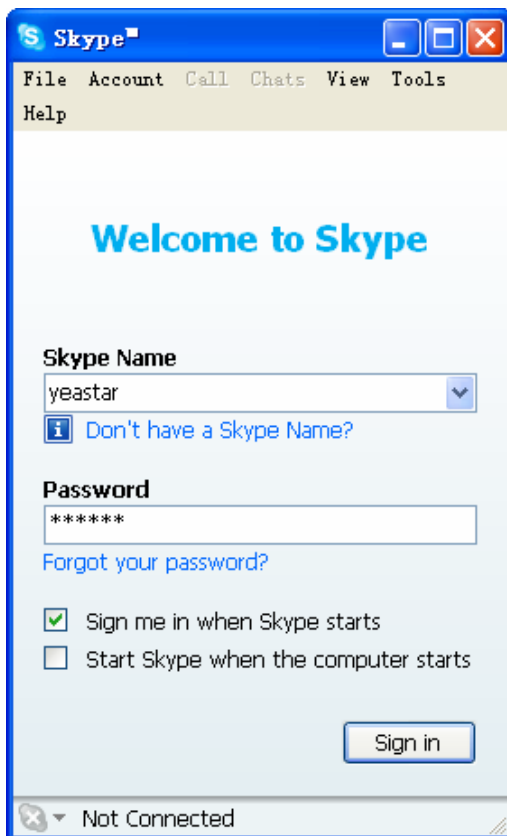 Skype™
File Account Call Chats View Tools
Help
Welcome to Skype
Skype Name
yeastar
Don't have a Skype Name?
Password
******
Forgot your password?
Sign me in when Skype starts
Start Skype when the computer starts
Sign in
Not Connected